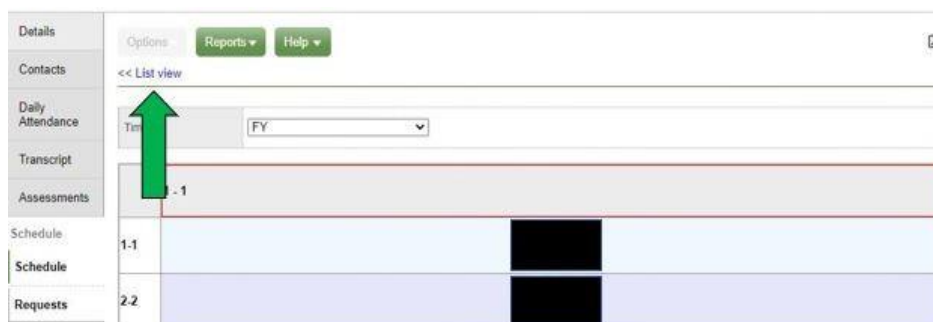 Details
Contacts
Daily
Attendance
Transcript
Assessments
Schedule
Schedule
Requests
Options
Reports
Help
<< List view
FY
- 1
1-1
2-2